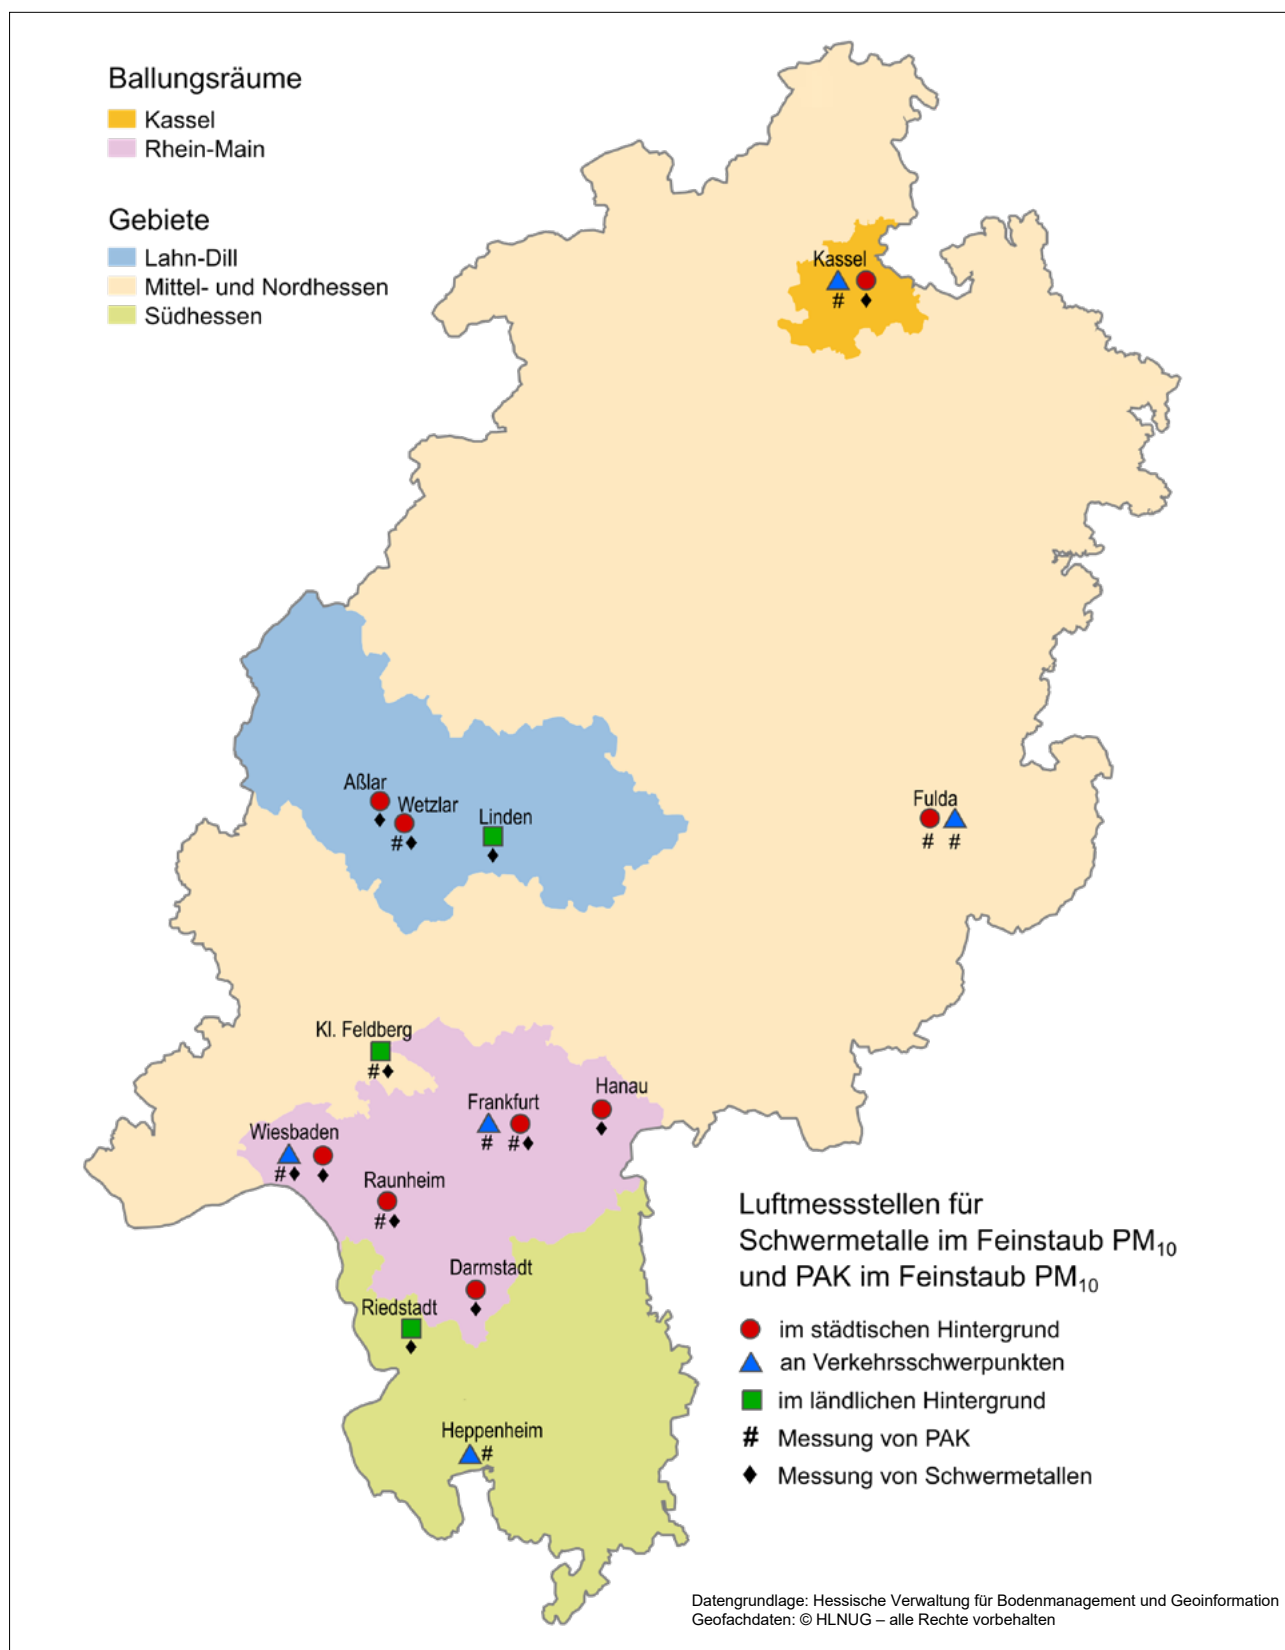 Ballungsräume
Kassel
Rhein-Main
Gebiete
Lahn-Dill
Mittel- und Nordhessen
Südhessen
Kassel
#
♦
Aßlar
♦
Wetzlar
#♦
Linden
♦
Fulda
# #
Kl. Feldberg
#♦
Frankfurt
# #♦
Hanau
♦
Wiesbaden
#♦ ♦
Raunheim
#♦
Darmstadt
♦
Riedstadt
♦
Heppenheim
#
Luftmessstellen für
Schwermetalle im Feinstaub PM₁₀
und PAK im Feinstaub PM₁₀
im städtischen Hintergrund
an Verkehrsschwerpunkten
im ländlichen Hintergrund
# Messung von PAK
♦ Messung von Schwermetallen
Datengrundlage: Hessische Verwaltung für Bodenmanagement und Geoinformation
Geofachdaten: © HLNUG – alle Rechte vorbehalten